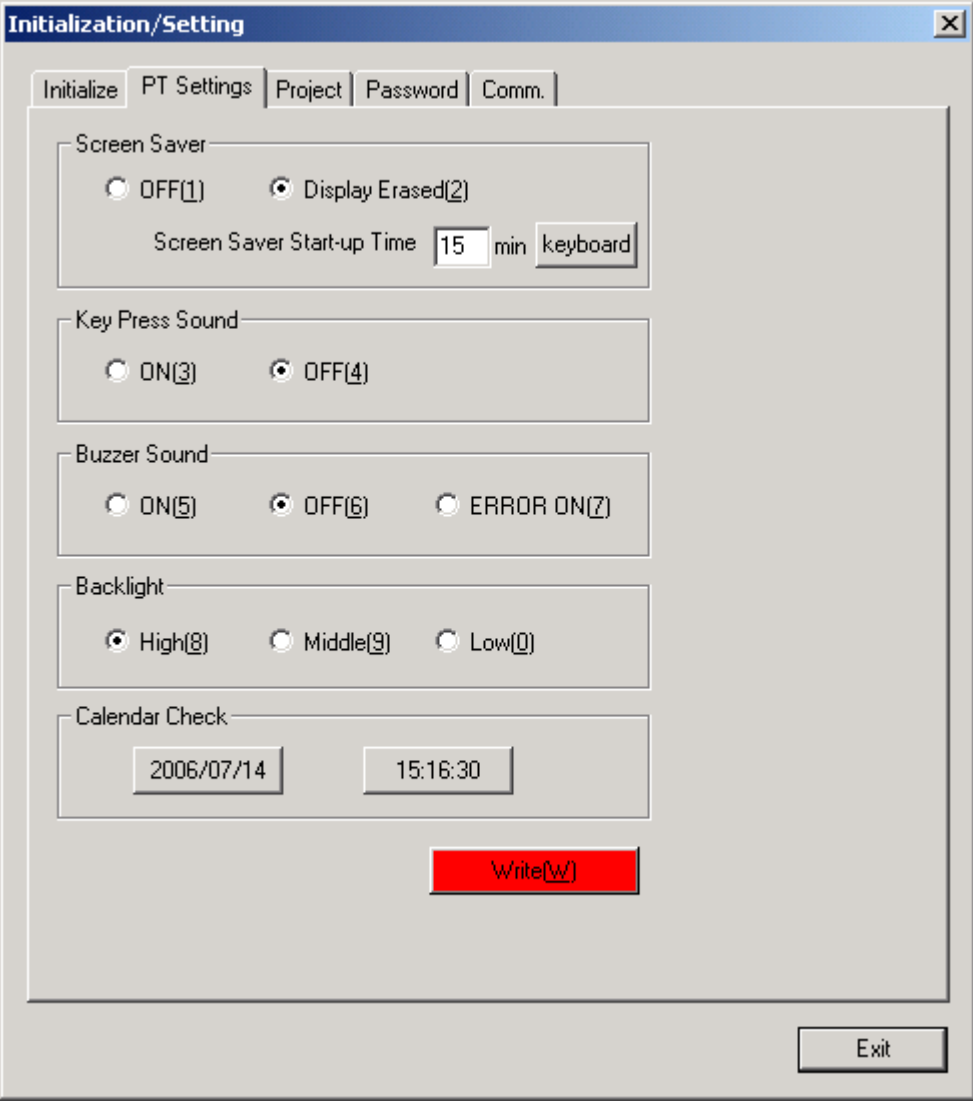 Initialization/Setting
Initialize PT Settings Project Password Comm.
Screen Saver
OFF(1) Display Erased(2)
Screen Saver Start-up Time 15 min keyboard
Key Press Sound
ON(3) OFF(4)
Buzzer Sound
ON(5) OFF(6) ERROR ON(7)
Backlight
High(8) Middle(9) Low(0)
Calendar Check
2006/07/14 15:16:30
Write(W)
Exit